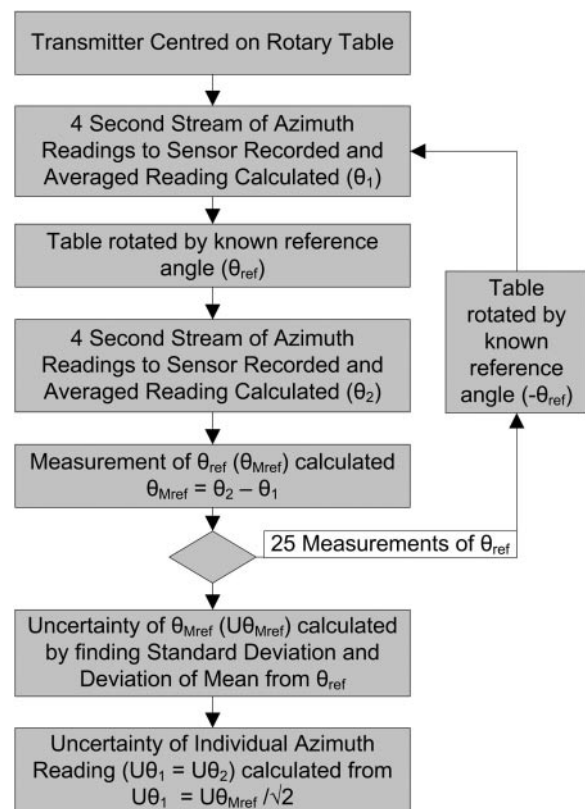 Transmitter Centred on Rotary Table
4 Second Stream of Azimuth
Readings to Sensor Recorded and
Averaged Reading Calculated (θ₁)
Table rotated by known reference
angle (θref)
4 Second Stream of Azimuth
Readings to Sensor Recorded and
Averaged Reading Calculated (θ₂)
Measurement of θref (θMref) calculated
θMref = θ₂ – θ₁
25 Measurements of θref
Table
rotated by
known
reference
angle (-θref)
Uncertainty of θMref (UθMref) calculated
by finding Standard Deviation and
Deviation of Mean from θref
Uncertainty of Individual Azimuth
Reading (Uθ₁ = Uθ₂) calculated from
Uθ₁ = UθMref /√2